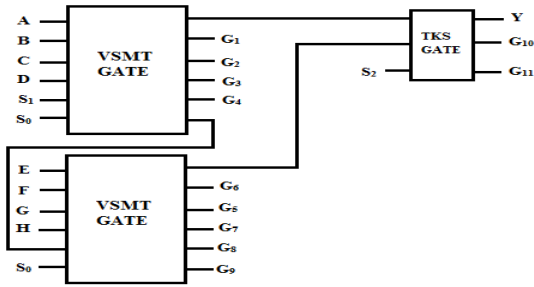 A
B
C
D
S₁
S₀
VSMT
GATE
G₁
G₂
G₃
G₄
TKS
GATE
S₂
Y
G₁₀
G₁₁
E
F
G
H
S₀
VSMT
GATE
G₆
G₅
G₇
G₈
G₉